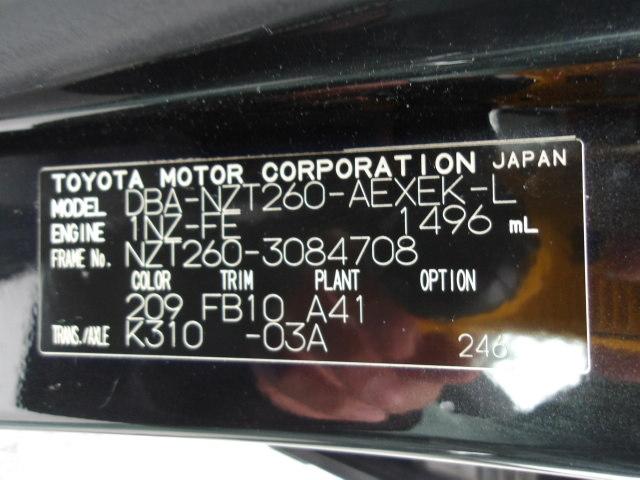 TOYOTA MOTOR CORPORATION JAPAN
MODEL DBA-NZT260-AEXEK-L
ENGINE 1NZ-FE 1496 mL
FRAME No. NZT260-3084708
COLOR TRIM PLANT OPTION
209 FB10 A41
TRANS./AXLE K310 -03A